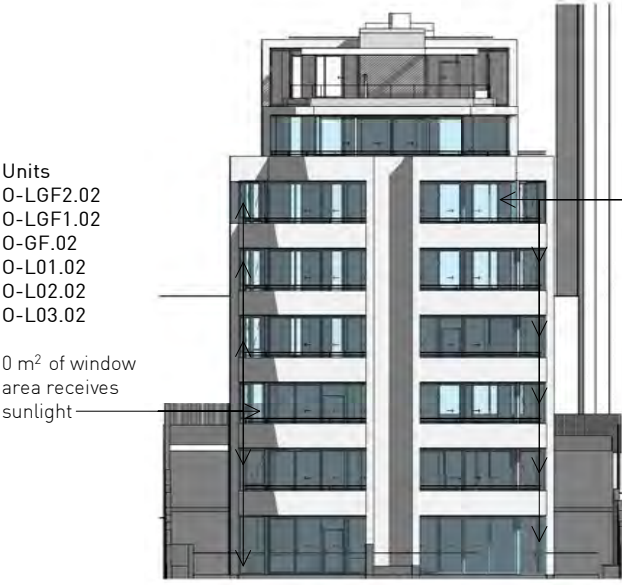 Units
O-LGF2.02
O-LGF1.02
O-GF.02
O-L01.02
O-L02.02
O-L03.02
0 m² of window
area receives
sunlight